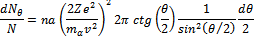 dN_θ/N = na (2Ze²/m_α v²)² 2π ctg (θ/2) 1/sin²(θ/2) dθ/2